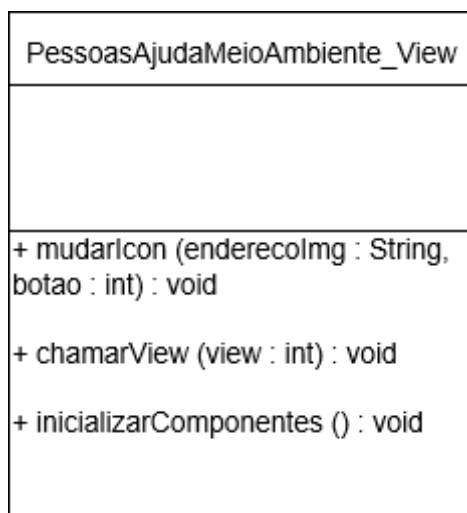 PessoasAjudaMeioAmbiente_View
+ mudarIcon (enderecoImg : String,
botao : int) : void
+ chamarView (view : int) : void
+ inicializarComponentes () : void